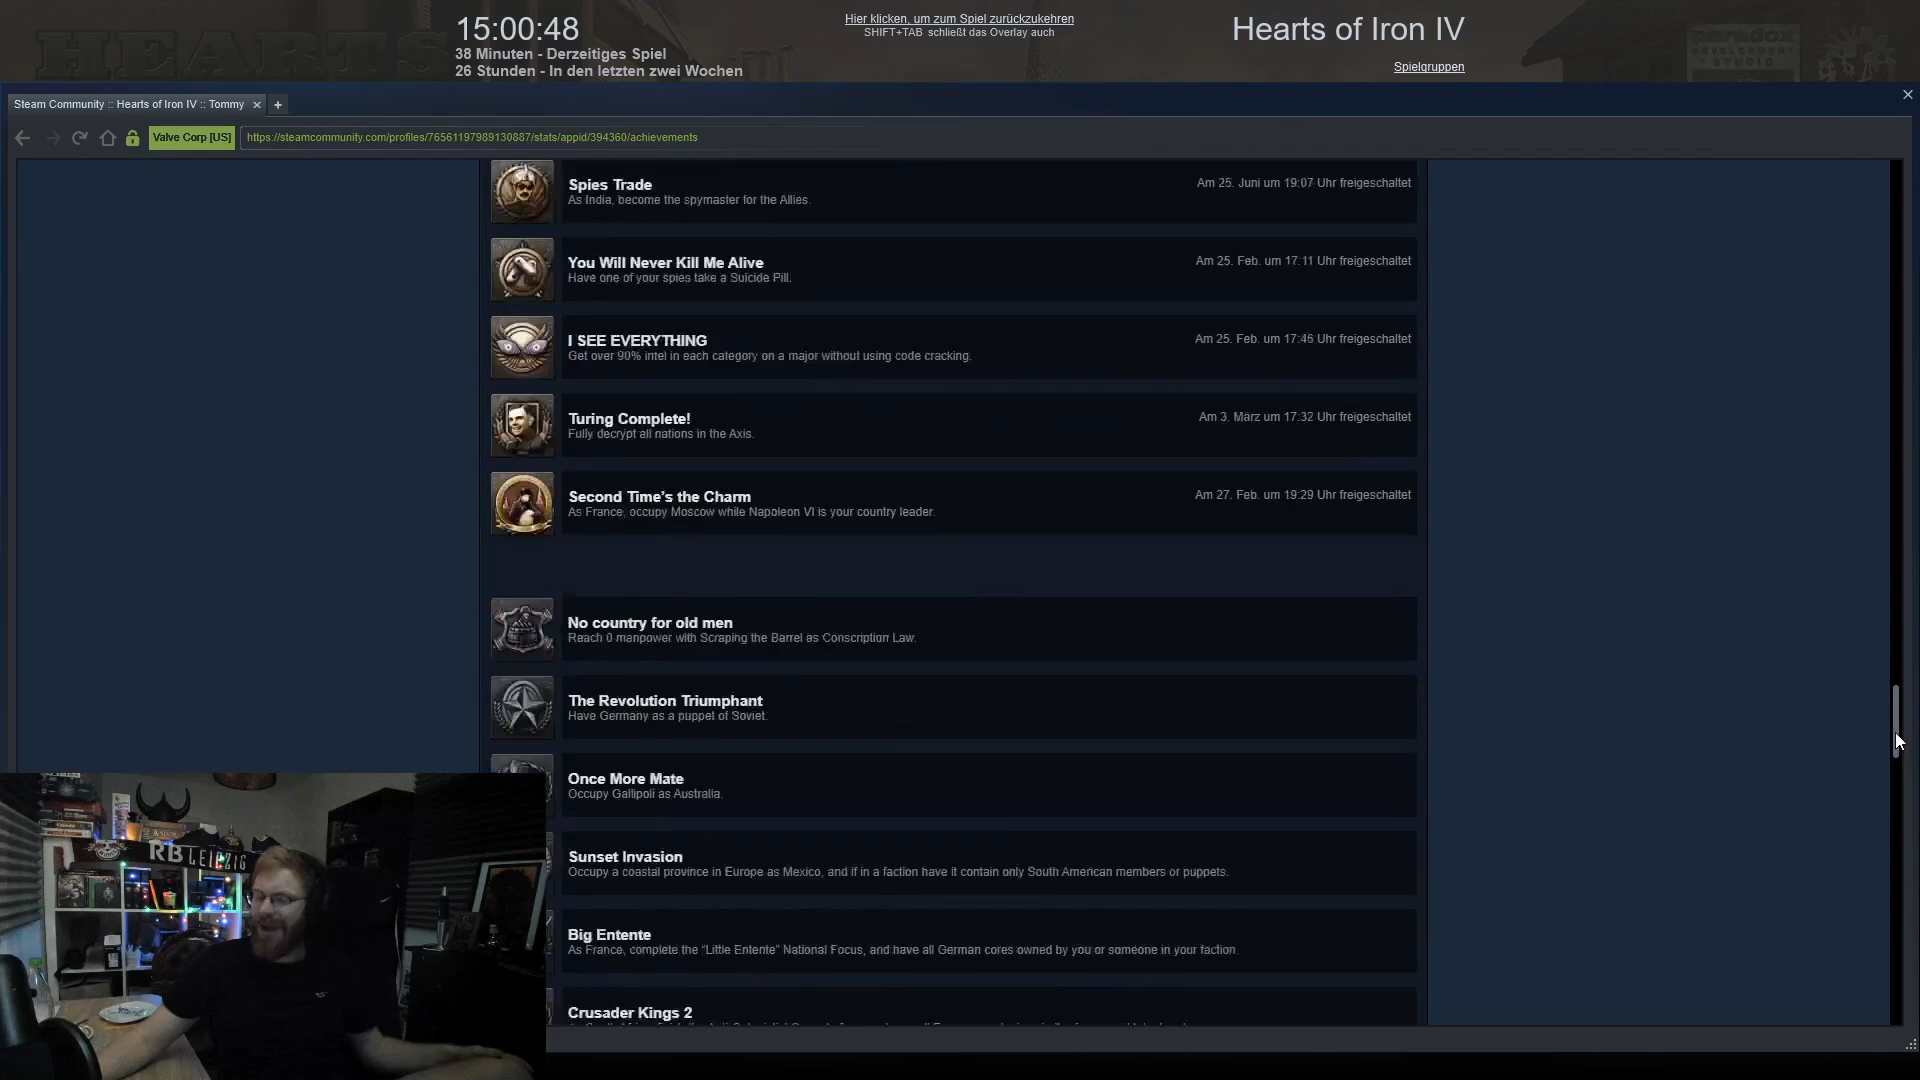 15:00:48
38 Minuten - Derzeitiges Spiel
26 Stunden - In den letzten zwei Wochen
Hier klicken, um zum Spiel zurückzukehren
SHIFT+TAB schließt das Overlay auch
Hearts of Iron IV
Spielgruppen
HEARTS
paradox
DEVELOPMENT
STUDIO
Steam Community :: Hearts of Iron IV :: Tommy
Valve Corp [US]
https://steamcommunity.com/profiles/76561197989130887/stats/appid/394360/achievements
Spies Trade
As India, become the spymaster for the Allies.
Am 25. Juni um 19:07 Uhr freigeschaltet
You Will Never Kill Me Alive
Have one of your spies take a Suicide Pill.
Am 25. Feb. um 17:11 Uhr freigeschaltet
I SEE EVERYTHING
Get over 90% intel in each category on a major without using code cracking.
Am 25. Feb. um 17:46 Uhr freigeschaltet
Turing Complete!
Fully decrypt all nations in the Axis.
Am 3. März um 17:32 Uhr freigeschaltet
Second Time's the Charm
As France, occupy Moscow while Napoleon VI is your country leader.
Am 27. Feb. um 19:29 Uhr freigeschaltet
No country for old men
Reach 0 manpower with Scraping the Barrel as Conscription Law.
The Revolution Triumphant
Have Germany as a puppet of Soviet.
Once More Mate
Occupy Gallipoli as Australia.
Sunset Invasion
Occupy a coastal province in Europe as Mexico, and if in a faction have it contain only South American members or puppets.
Big Entente
As France, complete the “Little Entente” National Focus, and have all German cores owned by you or someone in your faction.
Crusader Kings 2
RB LEIPZIG